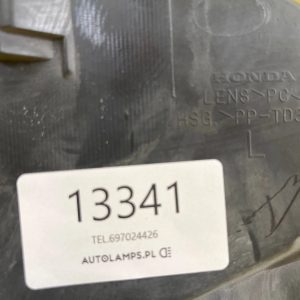 HONDA
LENS>PC<
HSG.>PP-TD
L
13341
TEL.697024426
AUTOLAMPS.PL